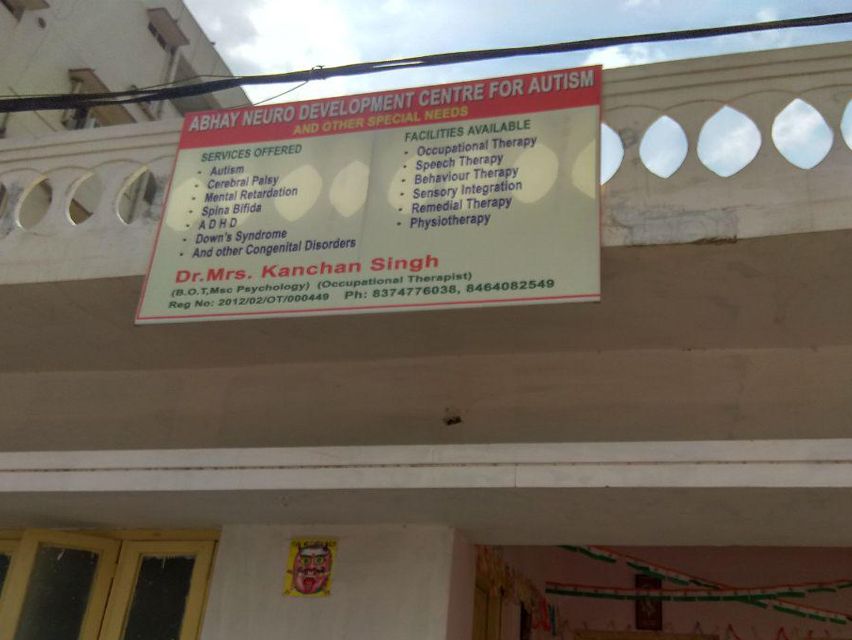 ABHAY NEURO DEVELOPMENT CENTRE FOR AUTISM
AND OTHER SPECIAL NEEDS
SERVICES OFFERED
• Autism
• Cerebral Palsy
• Mental Retardation
• Spina Bifida
• A D H D
• Down's Syndrome
• And other Congenital Disorders
FACILITIES AVAILABLE
• Occupational Therapy
• Speech Therapy
• Behaviour Therapy
• Sensory Integration
• Remedial Therapy
• Physiotherapy
Dr.Mrs. Kanchan Singh
(B.O.T,Msc Psychology) (Occupational Therapist)
Reg No: 2012/02/OT/000449 Ph: 8374776038, 8464082549